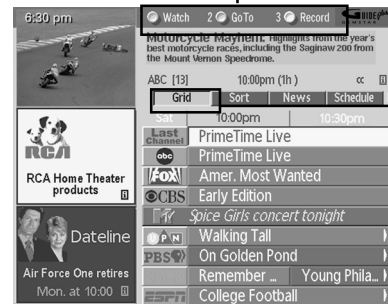 6:30 pm
Watch 2 GoTo 3 Record GUIDE
GEMSTAR
Motorcycle Mayhem: Highlights from the year's
best motorcycle races, including the Saginaw 200 from
the Mount Vernon Speedrome.
ABC [13] 10:00pm (1h ) cc
Grid Sort News Schedule
Sat 10:00pm 10:30pm
Last
Channel PrimeTime Live
abc PrimeTime Live
FOX Amer. Most Wanted
CBS Early Edition
Spice Girls concert tonight
UPN Walking Tall
PBS On Golden Pond
Remember ... Young Phila..
ESPN College Football
RCA
RCA Home Theater
products
Dateline
Air Force One retires
Mon. at 10:00